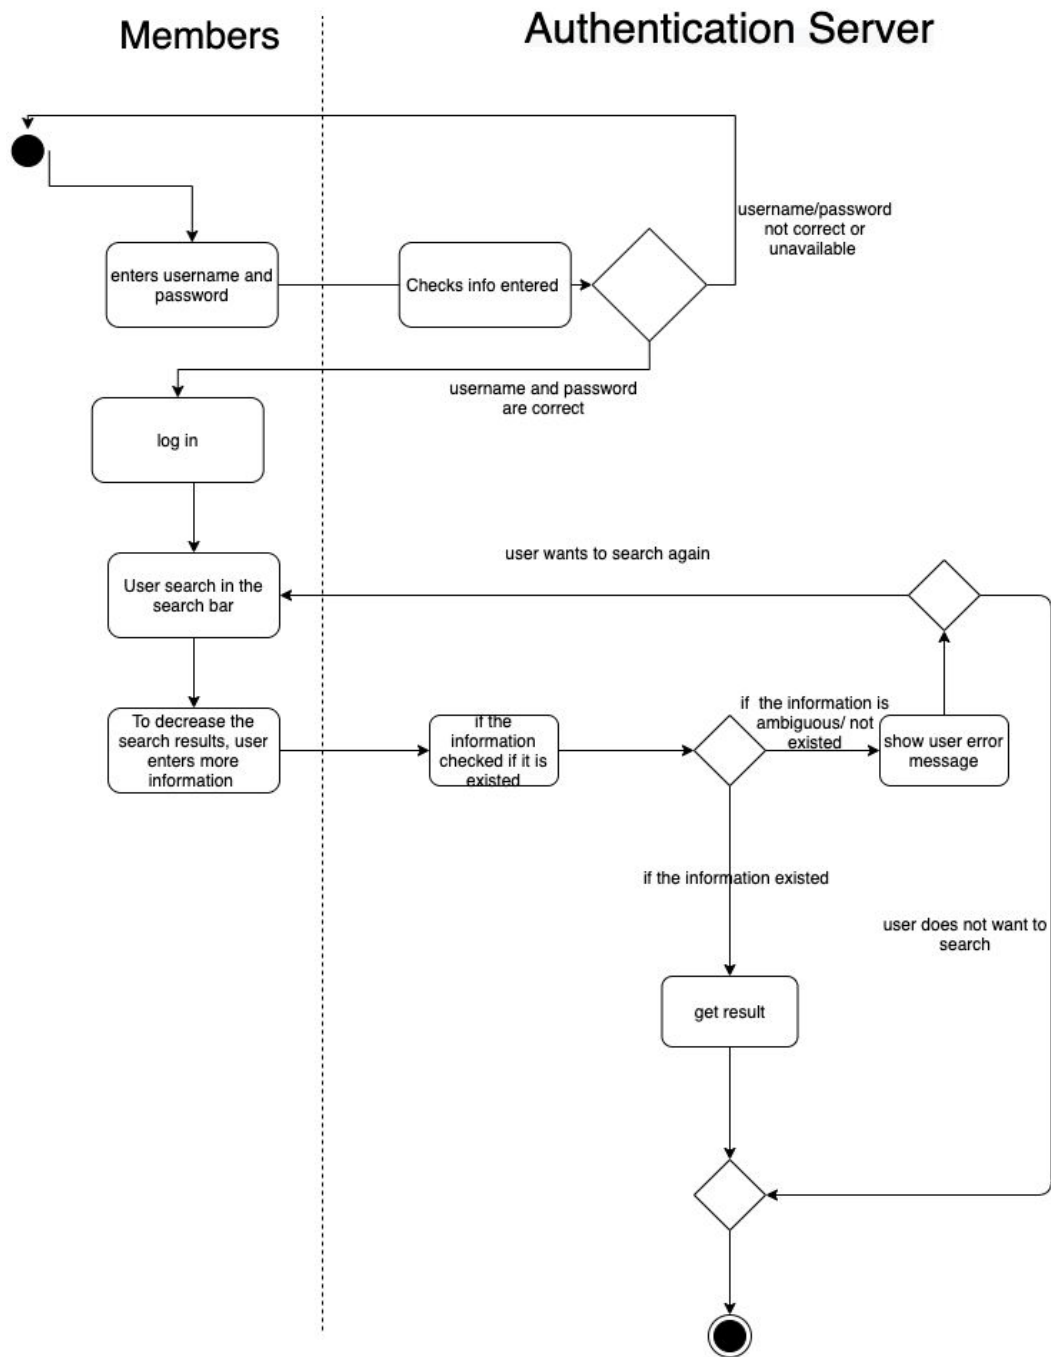 Members
Authentication Server
username/password
not correct or
unavailable
enters username and
password
Checks info entered
username and password
are correct
log in
user wants to search again
User search in the
search bar
To decrease the
search results, user
enters more
information
if the
information
checked if it is
existed
if the information is
ambiguous/ not
existed
show user error
message
if the information existed
user does not want to
search
get result